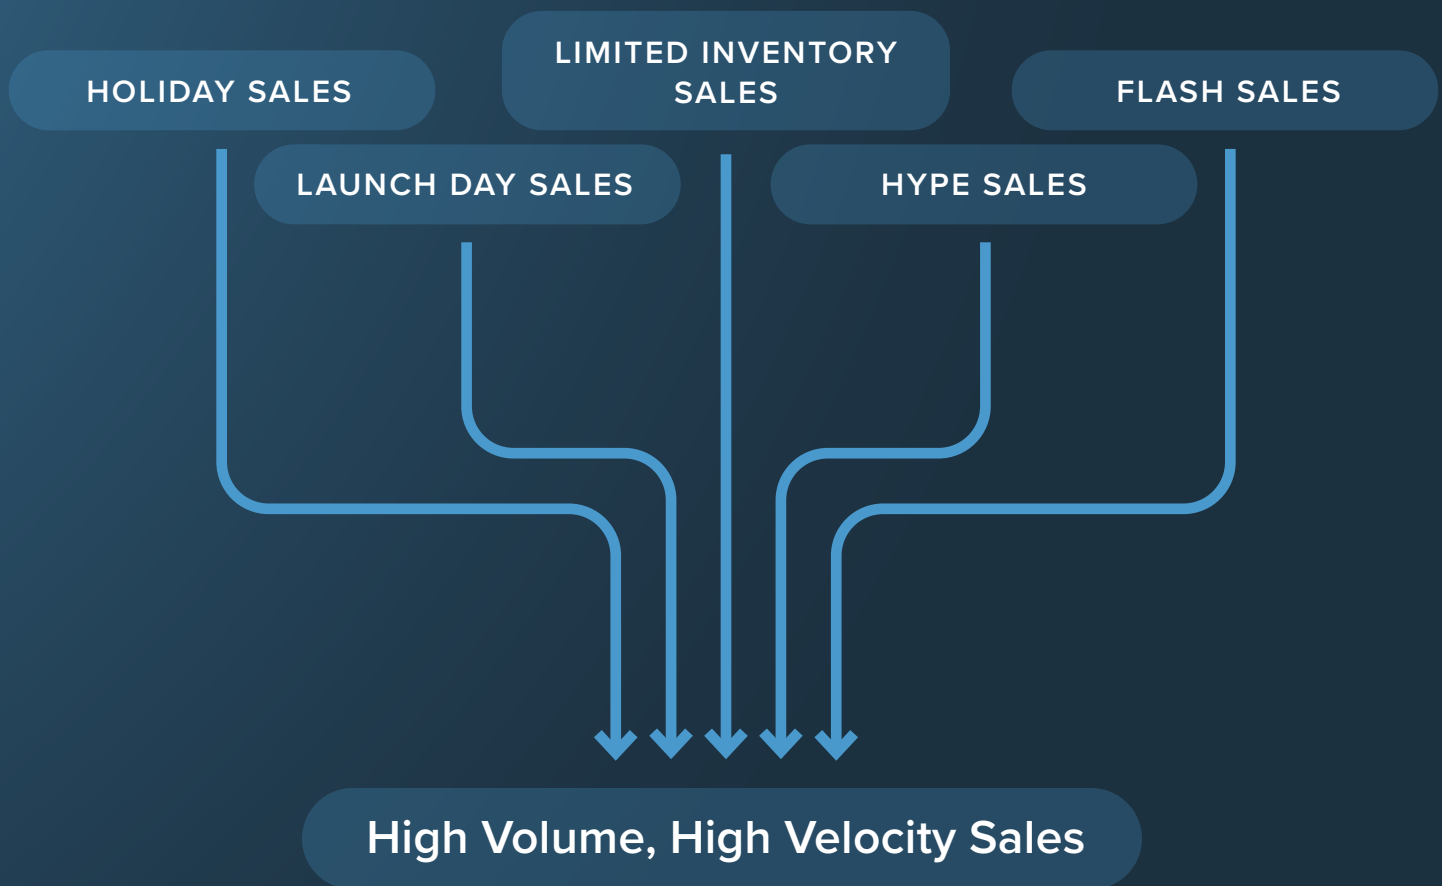 HOLIDAY SALES
LIMITED INVENTORY
SALES
FLASH SALES
LAUNCH DAY SALES
HYPE SALES
High Volume, High Velocity Sales